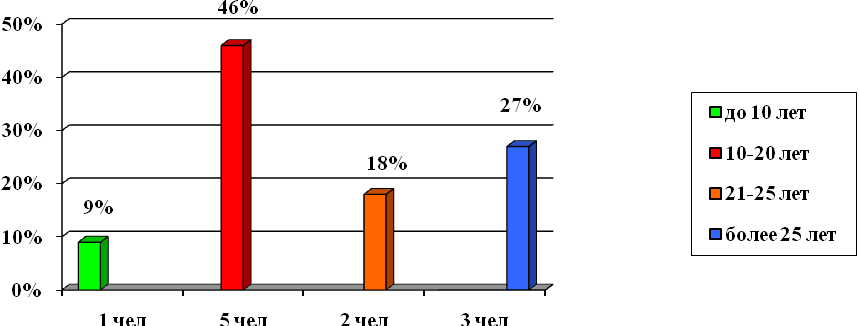 50%
40%
30%
20%
10%
0%
9%
46%
18%
27%
1 чел
5 чел
2 чел
3 чел
до 10 лет
10-20 лет
21-25 лет
более 25 лет